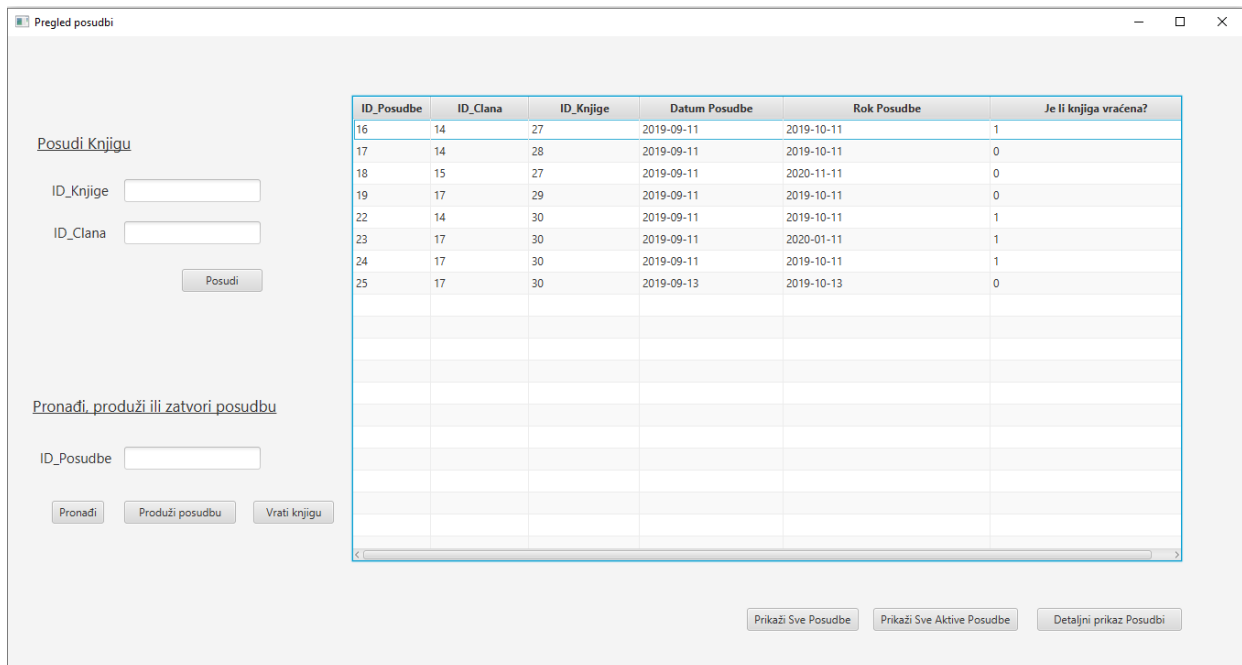 Pregled posudbi
Posudi Knjigu
ID_Knjige
ID_Clana
Posudi
Pronađi, produži ili zatvori posudbu
ID_Posudbe
Pronađi Produži posudbu Vrati knjigu
ID_Posudbe ID_Clana ID_Knjige Datum Posudbe Rok Posudbe Je li knjiga vraćena?
16 14 27 2019-09-11 2019-10-11 1
17 14 28 2019-09-11 2019-10-11 0
18 15 27 2019-09-11 2020-11-11 0
19 17 29 2019-09-11 2019-10-11 0
22 14 30 2019-09-11 2019-10-11 1
23 17 30 2019-09-11 2020-01-11 1
24 17 30 2019-09-11 2019-10-11 1
25 17 30 2019-09-13 2019-10-13 0
Prikaži Sve Posudbe Prikaži Sve Aktive Posudbe Detaljni prikaz Posudbi